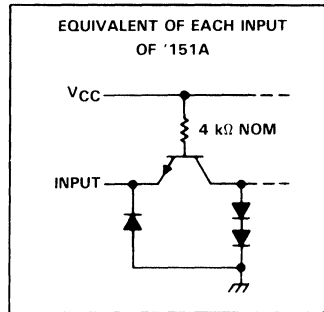 EQUIVALENT OF EACH INPUT
OF '151A
VCC
4 kΩ NOM
INPUT